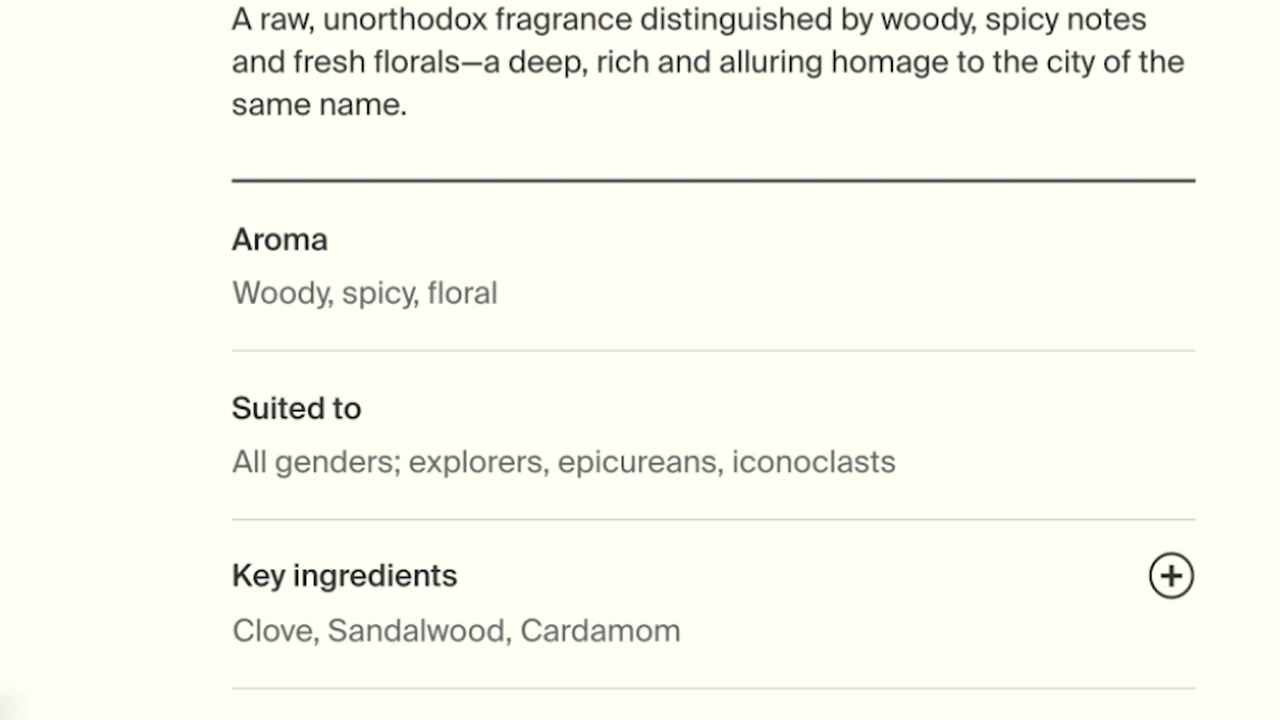 A raw, unorthodox fragrance distinguished by woody, spicy notes
and fresh florals—a deep, rich and alluring homage to the city of the
same name.
Aroma
Woody, spicy, floral
Suited to
All genders; explorers, epicureans, iconoclasts
Key ingredients
Clove, Sandalwood, Cardamom